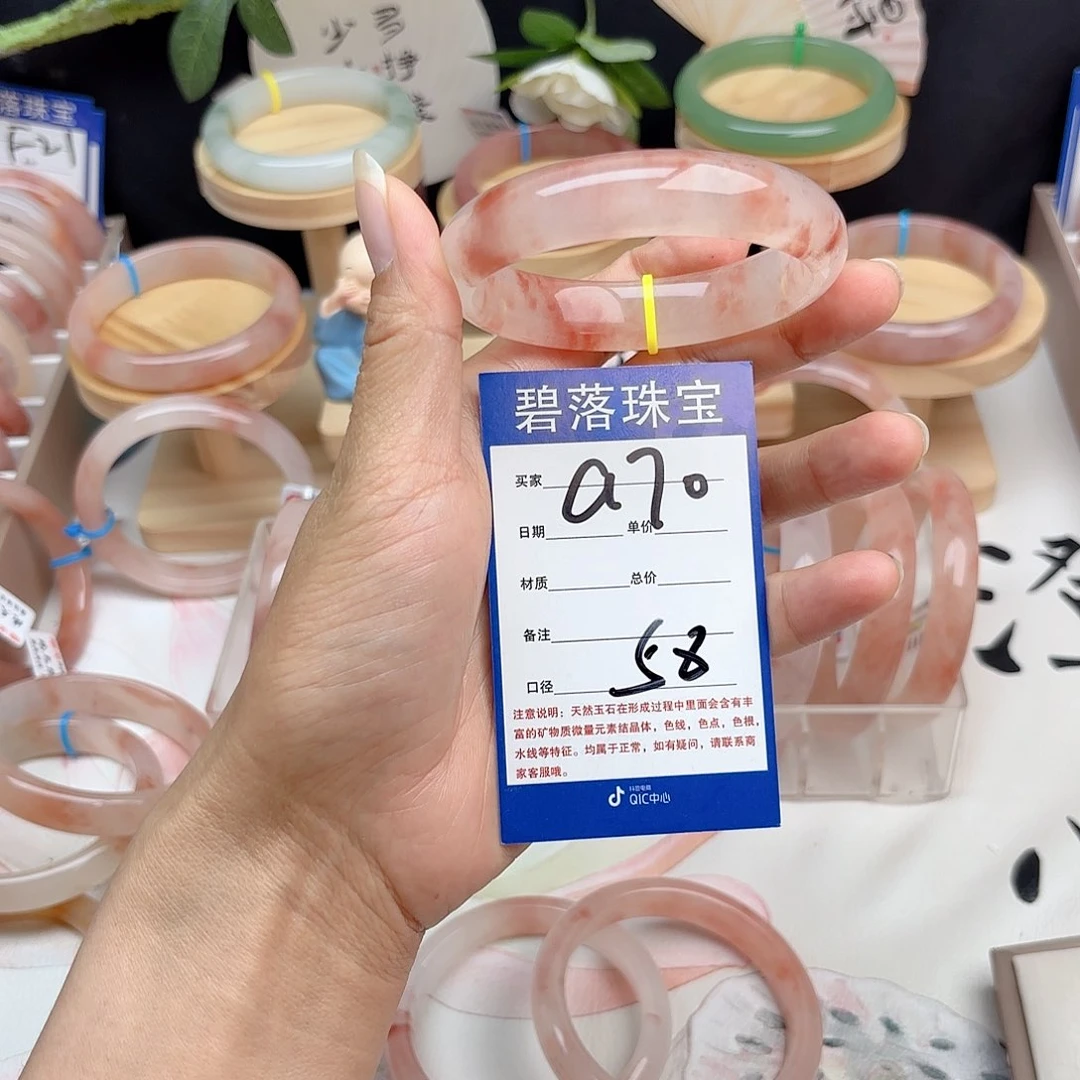 落珠宝
F21
碧落珠宝
买家 a70
日期 单价
材质 总价
备注
口径 58
注意说明：天然玉石在形成过程中里面会含有丰
富的矿物质微量元素结晶体，色线，色点，色根，
水线等特征。均属于正常，如有疑问，请联系商
家客服哦。
抖音电商
QIC中心